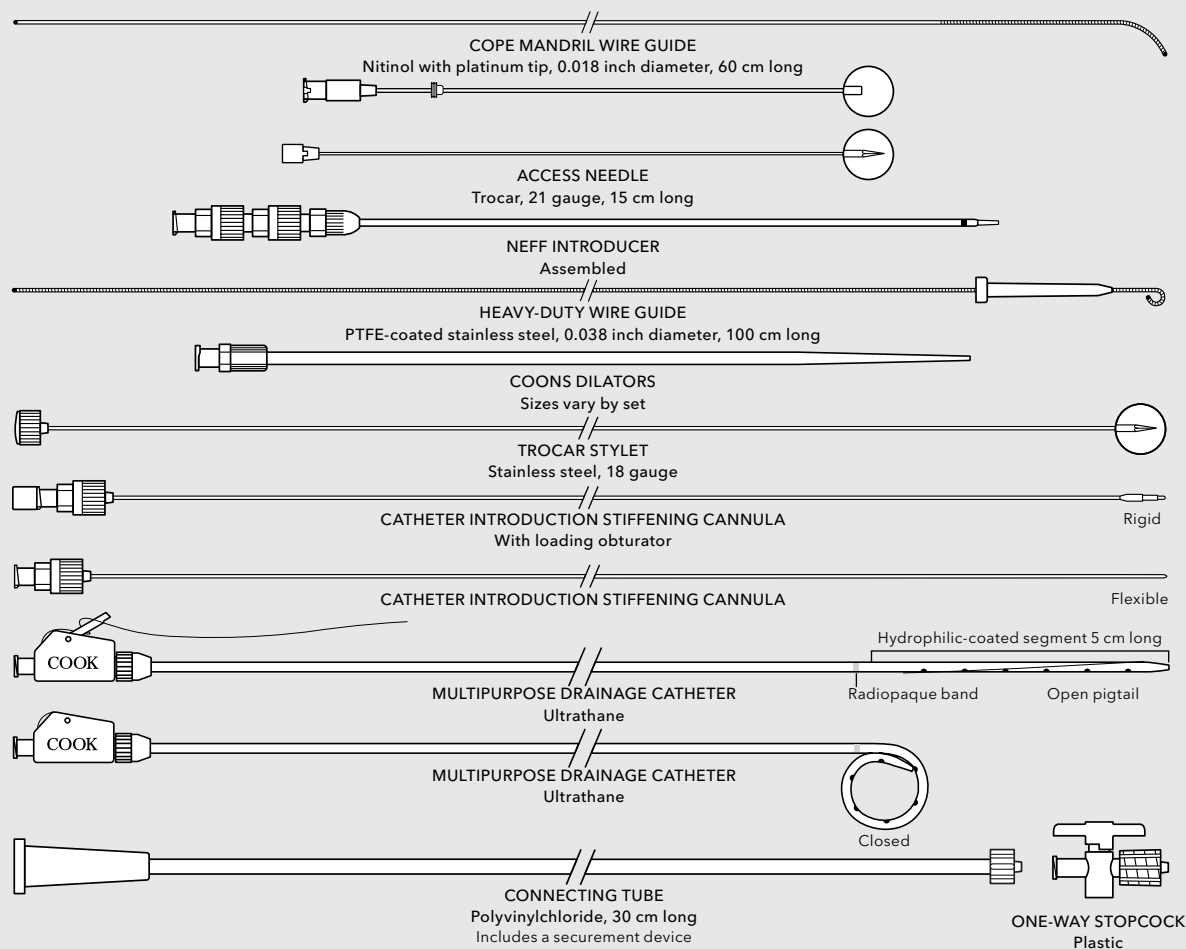 COPE MANDRIL WIRE GUIDE
Nitinol with platinum tip, 0.018 inch diameter, 60 cm long
ACCESS NEEDLE
Trocar, 21 gauge, 15 cm long
NEFF INTRODUCER
Assembled
HEAVY-DUTY WIRE GUIDE
PTFE-coated stainless steel, 0.038 inch diameter, 100 cm long
COONS DILATORS
Sizes vary by set
TROCAR STYLET
Stainless steel, 18 gauge
CATHETER INTRODUCTION STIFFENING CANNULA
With loading obturator
Rigid
CATHETER INTRODUCTION STIFFENING CANNULA
Flexible
Hydrophilic-coated segment 5 cm long
COOK
MULTIPURPOSE DRAINAGE CATHETER
Ultrathane
Radiopaque band
Open pigtail
COOK
MULTIPURPOSE DRAINAGE CATHETER
Ultrathane
Closed
CONNECTING TUBE
Polyvinylchloride, 30 cm long
Includes a securement device
ONE-WAY STOPCOCK
Plastic